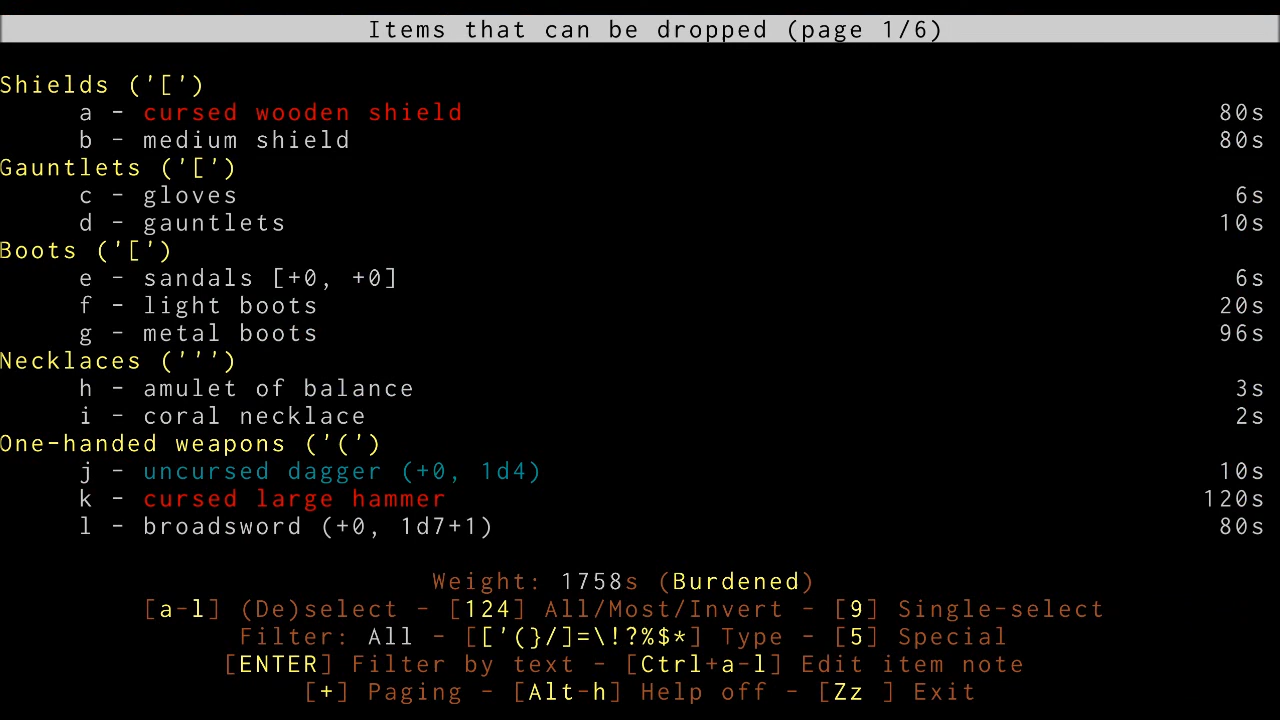 Items that can be dropped (page 1/6)
Shields ('[')
a - cursed wooden shield 80s
b - medium shield 80s
Gauntlets ('[')
c - gloves 6s
d - gauntlets 10s
Boots ('[')
e - sandals [+0, +0] 6s
f - light boots 20s
g - metal boots 96s
Necklaces (''')
h - amulet of balance 3s
i - coral necklace 2s
One-handed weapons ('(')
j - uncursed dagger (+0, 1d4) 10s
k - cursed large hammer 120s
l - broadsword (+0, 1d7+1) 80s
Weight: 1758s (Burdened)
[a-l] (De)select - [124] All/Most/Invert - [9] Single-select
Filter: All - [['(}/]=\!?%$*] Type - [5] Special
[ENTER] Filter by text - [Ctrl+a-l] Edit item note
[+] Paging - [Alt-h] Help off - [Zz ] Exit